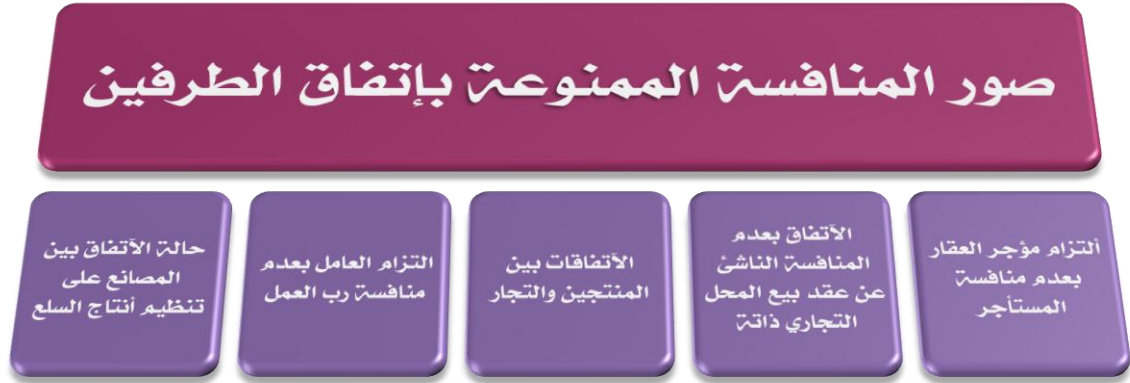 صور المنافسة الممنوعة بإتفاق الطرفين
ألتزام مؤجر العقار
بعدم منافسة
المستأجر
الأتفاق بعدم
المنافسة الناشئ
عن عقد بيع المحل
التجاري ذاتة
الأتفاقات بين
المنتجين والتجار
التزام العامل بعدم
منافسة رب العمل
حالة الأتفاق بين
المصانع على
تنظيم أنتاج السلع